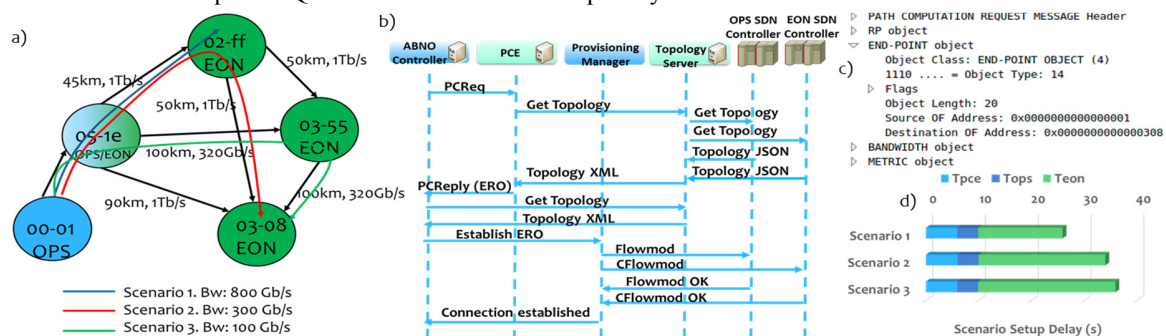 a)
02-ff
EON
45km, 1Tb/s
50km, 1Tb/s
50km, 1Tb/s
05-1e
OPS/EON
03-55
EON
100km, 320Gb/s
100km, 320Gb/s
90km, 1Tb/s
00-01
OPS
03-08
EON
Scenario 1. Bw: 800 Gb/s
Scenario 2. Bw: 300 Gb/s
Scenario 3. Bw: 100 Gb/s
b)
ABNO Controller
PCE
Provisioning Manager
Topology Server
OPS SDN Controller
EON SDN Controller
PCReq
Get Topology
Get Topology
Get Topology
Topology JSON
Topology XML
Topology JSON
PCReply (ERO)
Get Topology
Topology XML
Establish ERO
Flowmod
CFlowmod
Flowmod OK
CFlowmod OK
Connection established
c)
PATH COMPUTATION REQUEST MESSAGE Header
RP object
END-POINT object
Object Class: END-POINT OBJECT (4)
1110 .... = Object Type: 14
Flags
Object Length: 20
Source OF Address: 0x0000000000000001
Destination OF Address: 0x0000000000000308
BANDWIDTH object
METRIC object
d)
Tpce Tops Teon
0 10 20 30 40
Scenario 1
Scenario 2
Scenario 3
Scenario Setup Delay (s)